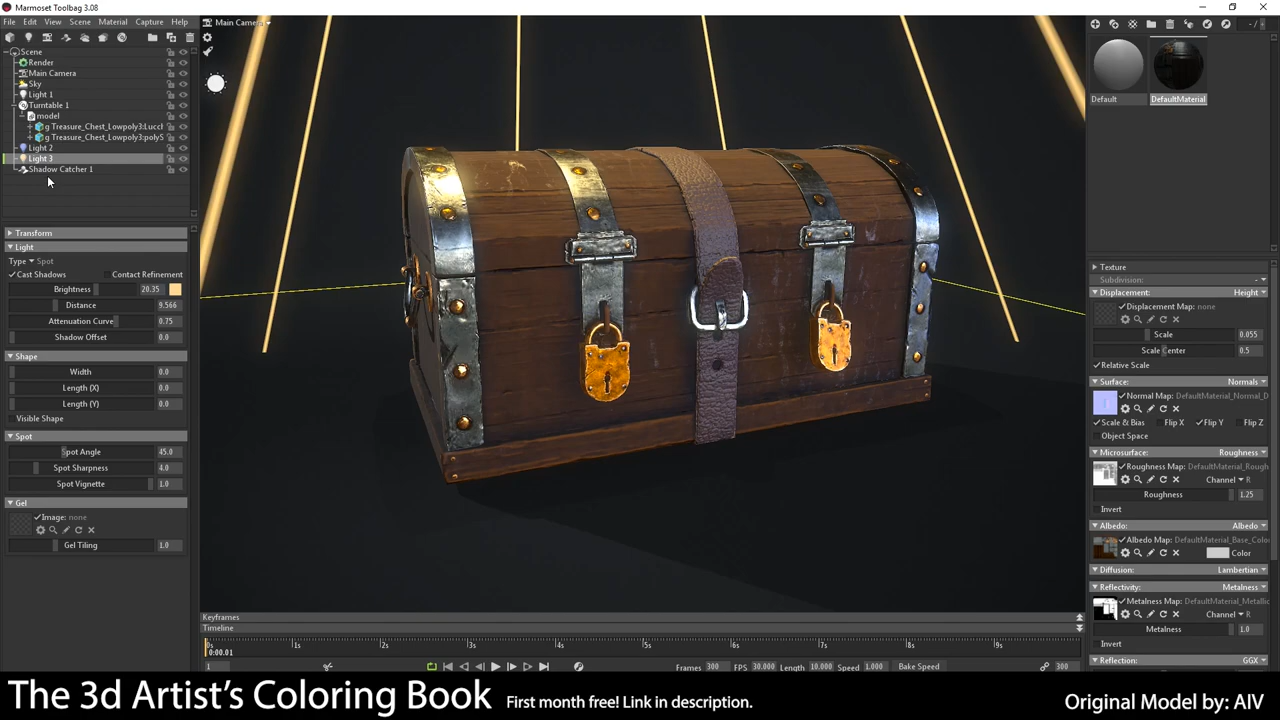 Marmoset Toolbag 3.08
File Edit View Scene Material Capture Help
Main Camera
Scene
Render
Main Camera
Sky
Light 1
Turntable 1
model
g Treasure_Chest_Lowpoly3:Lucch
g Treasure_Chest_Lowpoly3:polyS
Light 2
Light 3
Shadow Catcher 1
Transform
Light
Type Spot
Cast Shadows Contact Refinement
Brightness 20.35
Distance 9.566
Attenuation Curve 0.75
Shadow Offset 0.0
Shape
Width 0.0
Length (X) 0.0
Length (Y) 0.0
Visible Shape
Spot
Spot Angle 45.0
Spot Sharpness 4.0
Spot Vignette 1.0
Gel
Image: none
Gel Tiling 1.0
Default DefaultMaterial
Texture
Subdivision: -
Displacement: Height
Displacement Map: none
Scale 0.055
Scale Center 0.5
Relative Scale
Surface: Normals
Normal Map: DefaultMaterial_Normal_D
Scale & Bias Flip X Flip Y Flip Z
Object Space
Microsurface: Roughness
Roughness Map: DefaultMaterial_Rough
Channel R
Roughness 1.25
Invert
Albedo: Albedo
Albedo Map: DefaultMaterial_Base_Colo
Color
Diffusion: Lambertian
Reflectivity: Metalness
Metalness Map: DefaultMaterial_Metallic
Channel R
Metalness 1.0
Invert
Reflection: GGX
Keyframes
Timeline
0s 1s 2s 3s 4s 5s 6s 7s 8s 9s
0:00.01
1 Frames 300 FPS 30.000 Length 10.000 Speed 1.000 Bake Speed 300
The 3d Artist's Coloring Book First month free! Link in description. Original Model by: AIV